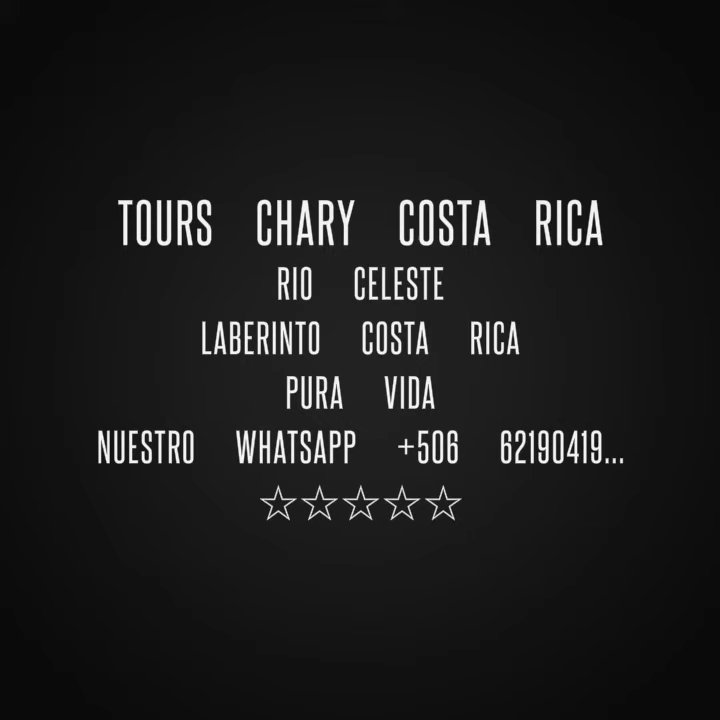 TOURS CHARY COSTA RICA
RIO CELESTE
LABERINTO COSTA RICA
PURA VIDA
NUESTRO WHATSAPP +506 62190419...
☆☆☆☆☆